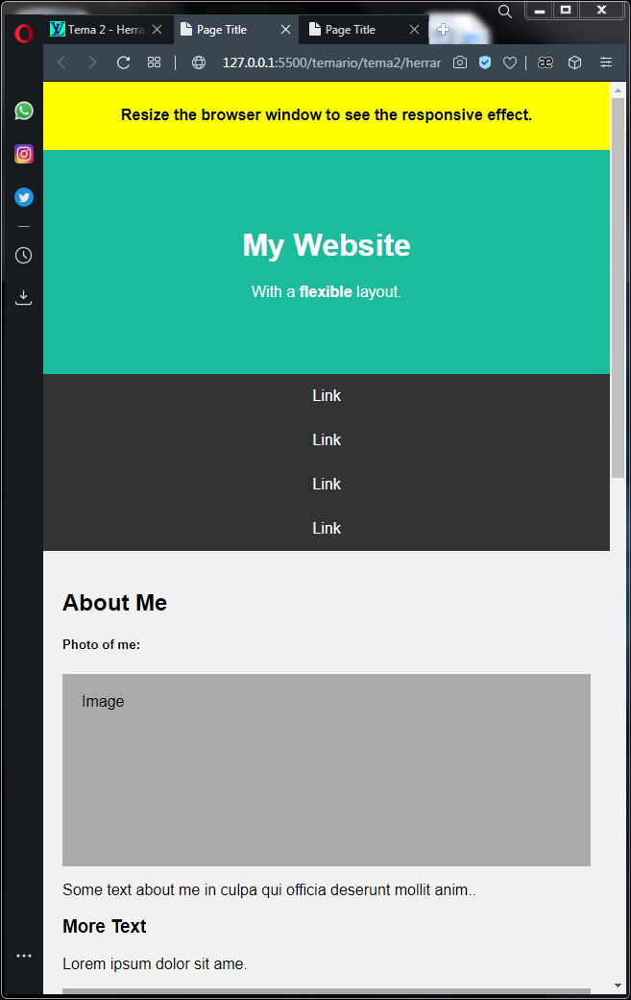 Tema 2 - Herra
Page Title
Page Title
127.0.0.1:5500/temario/tema2/herrar
Resize the browser window to see the responsive effect.
My Website
With a flexible layout.
Link
Link
Link
Link
About Me
Photo of me:
Image
Some text about me in culpa qui officia deserunt mollit anim..
More Text
Lorem ipsum dolor sit ame.